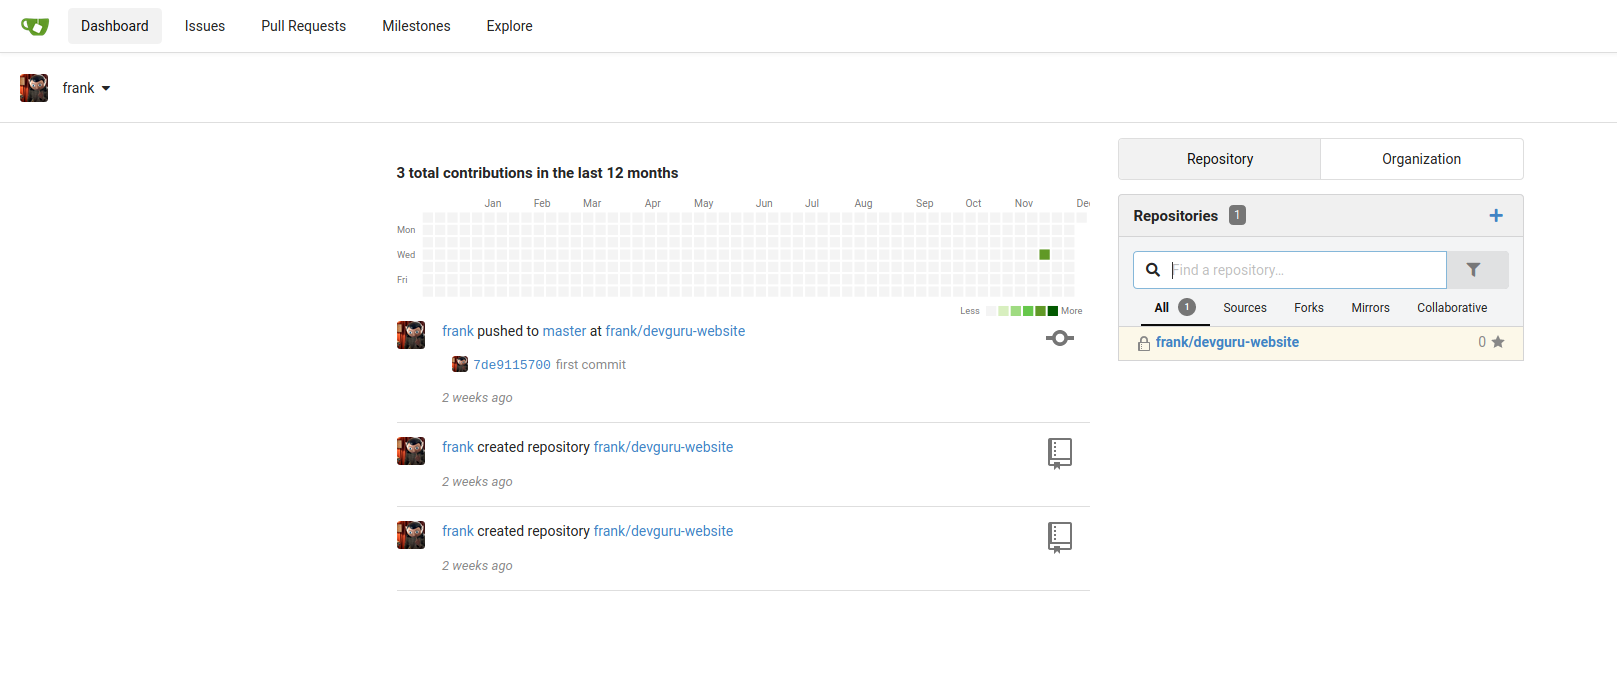 Dashboard Issues Pull Requests Milestones Explore
frank
3 total contributions in the last 12 months
Jan Feb Mar Apr May Jun Jul Aug Sep Oct Nov Dec
Mon
Wed
Fri
Less More
frank pushed to master at frank/devguru-website
7de9115700 first commit
2 weeks ago
frank created repository frank/devguru-website
2 weeks ago
frank created repository frank/devguru-website
2 weeks ago
Repository Organization
Repositories 1
Find a repository...
All 1 Sources Forks Mirrors Collaborative
frank/devguru-website 0